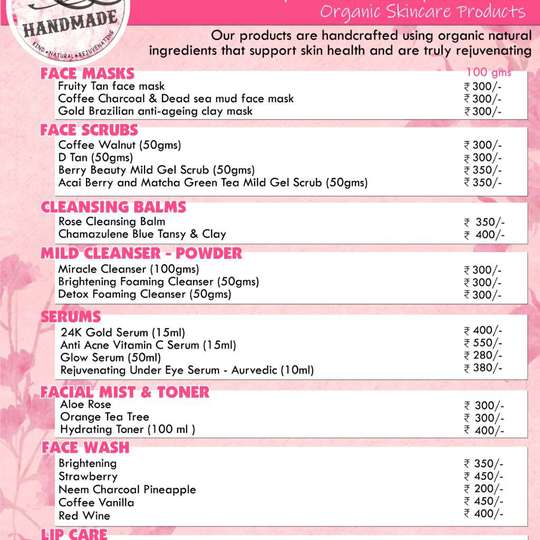 HANDMADE
KIND•NATURAL•REJUVENATING
Organic Skincare Products
Our products are handcrafted using organic natural
ingredients that support skin health and are truly rejuvenating
FACE MASKS 100 gms
Fruity Tan face mask ₹ 300/-
Coffee Charcoal & Dead sea mud face mask ₹ 300/-
Gold Brazilian anti-ageing clay mask ₹ 300/-
FACE SCRUBS
Coffee Walnut (50gms) ₹ 300/-
D Tan (50gms) ₹ 300/-
Berry Beauty Mild Gel Scrub (50gms) ₹ 350/-
Acai Berry and Matcha Green Tea Mild Gel Scrub (50gms) ₹ 350/-
CLEANSING BALMS
Rose Cleansing Balm ₹ 350/-
Chamazulene Blue Tansy & Clay ₹ 400/-
MILD CLEANSER - POWDER
Miracle Cleanser (100gms) ₹ 300/-
Brightening Foaming Cleanser (50gms) ₹ 300/-
Detox Foaming Cleanser (50gms) ₹ 300/-
SERUMS
24K Gold Serum (15ml) ₹ 400/-
Anti Acne Vitamin C Serum (15ml) ₹ 550/-
Glow Serum (50ml) ₹ 280/-
Rejuvenating Under Eye Serum - Aurvedic (10ml) ₹ 380/-
FACIAL MIST & TONER
Aloe Rose ₹ 300/-
Orange Tea Tree ₹ 300/-
Hydrating Toner (100 ml ) ₹ 400/-
FACE WASH
Brightening ₹ 350/-
Strawberry ₹ 450/-
Neem Charcoal Pineapple ₹ 200/-
Coffee Vanilla ₹ 450/-
Red Wine ₹ 400/-
LIP CARE